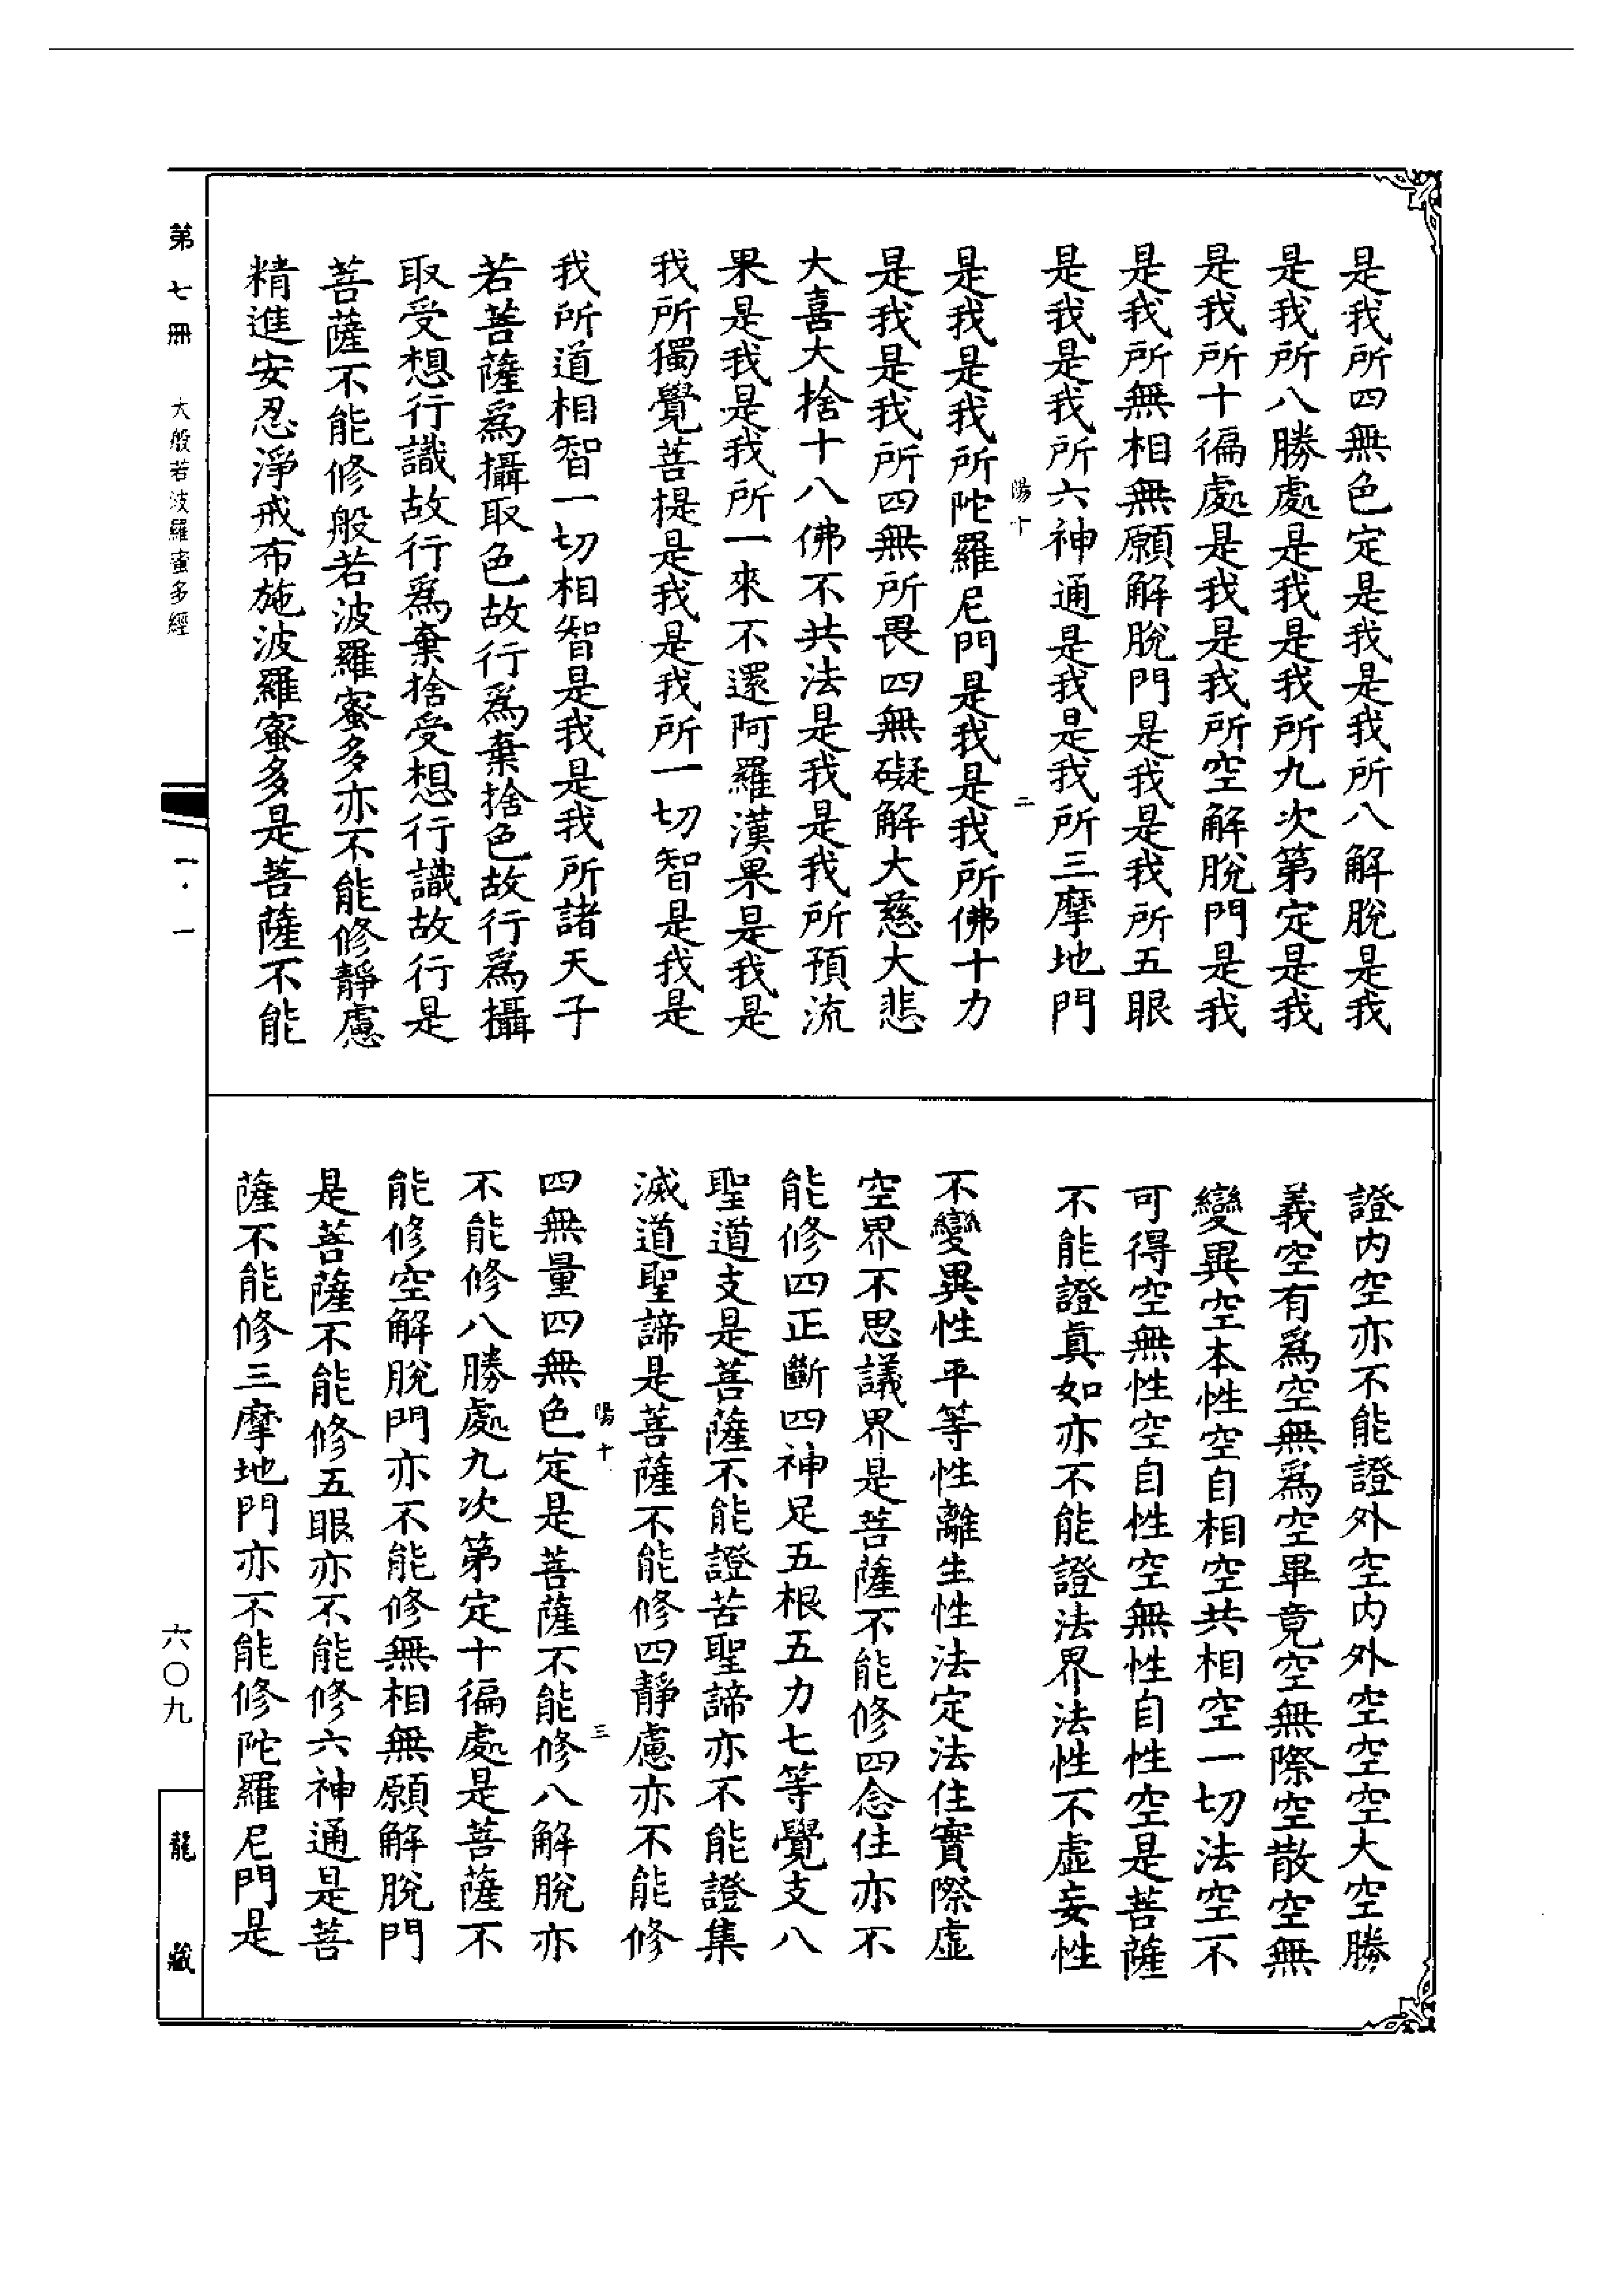 是我所四無色定是我是我所八解脫是我
是我所八勝處是我是我所九次第定是我
是我所十徧處是我是我所空解脫門是我
是我所無相無願解脫門是我是我所五眼
是我是我所六神通是我是我所三摩地門
陽十 二
是我是我所陀羅尼門是我是我所佛十力
是我是我所四無所畏四無礙解大慈大悲
大喜大捨十八佛不共法是我是我所預流
果是我是我所一來不還阿羅漢果是我是
我所獨覺菩提是我是我所一切智是我是
我所道相智一切相智是我是我所諸天子
若菩薩爲攝取色故行爲棄捨色故行爲攝
取受想行識故行爲棄捨受想行識故行是
菩薩不能修般若波羅蜜多亦不能修靜慮
精進安忍淨戒布施波羅蜜多是菩薩不能
證內空亦不能證外空內外空空空大空勝
義空有爲空無爲空畢竟空無際空散空無
變異空本性空自相空共相空一切法空不
可得空無性空自性空無性自性空是菩薩
不能證眞如亦不能證法界法性不虛妄性
不變異性平等性離生性法定法住實際虛
空界不思議界是菩薩不能修四念住亦不
能修四正斷四神足五根五力七等覺支八
聖道支是菩薩不能證苦聖諦亦不能證集
滅道聖諦是菩薩不能修四靜慮亦不能修
陽十 三
四無量四無色定是菩薩不能修八解脫亦
不能修八勝處九次第定十徧處是菩薩不
能修空解脫門亦不能修無相無願解脫門
是菩薩不能修五眼亦不能修六神通是菩
薩不能修三摩地門亦不能修陀羅尼門是
第七冊 大般若波羅蜜多經
一·一
六〇九
龍藏